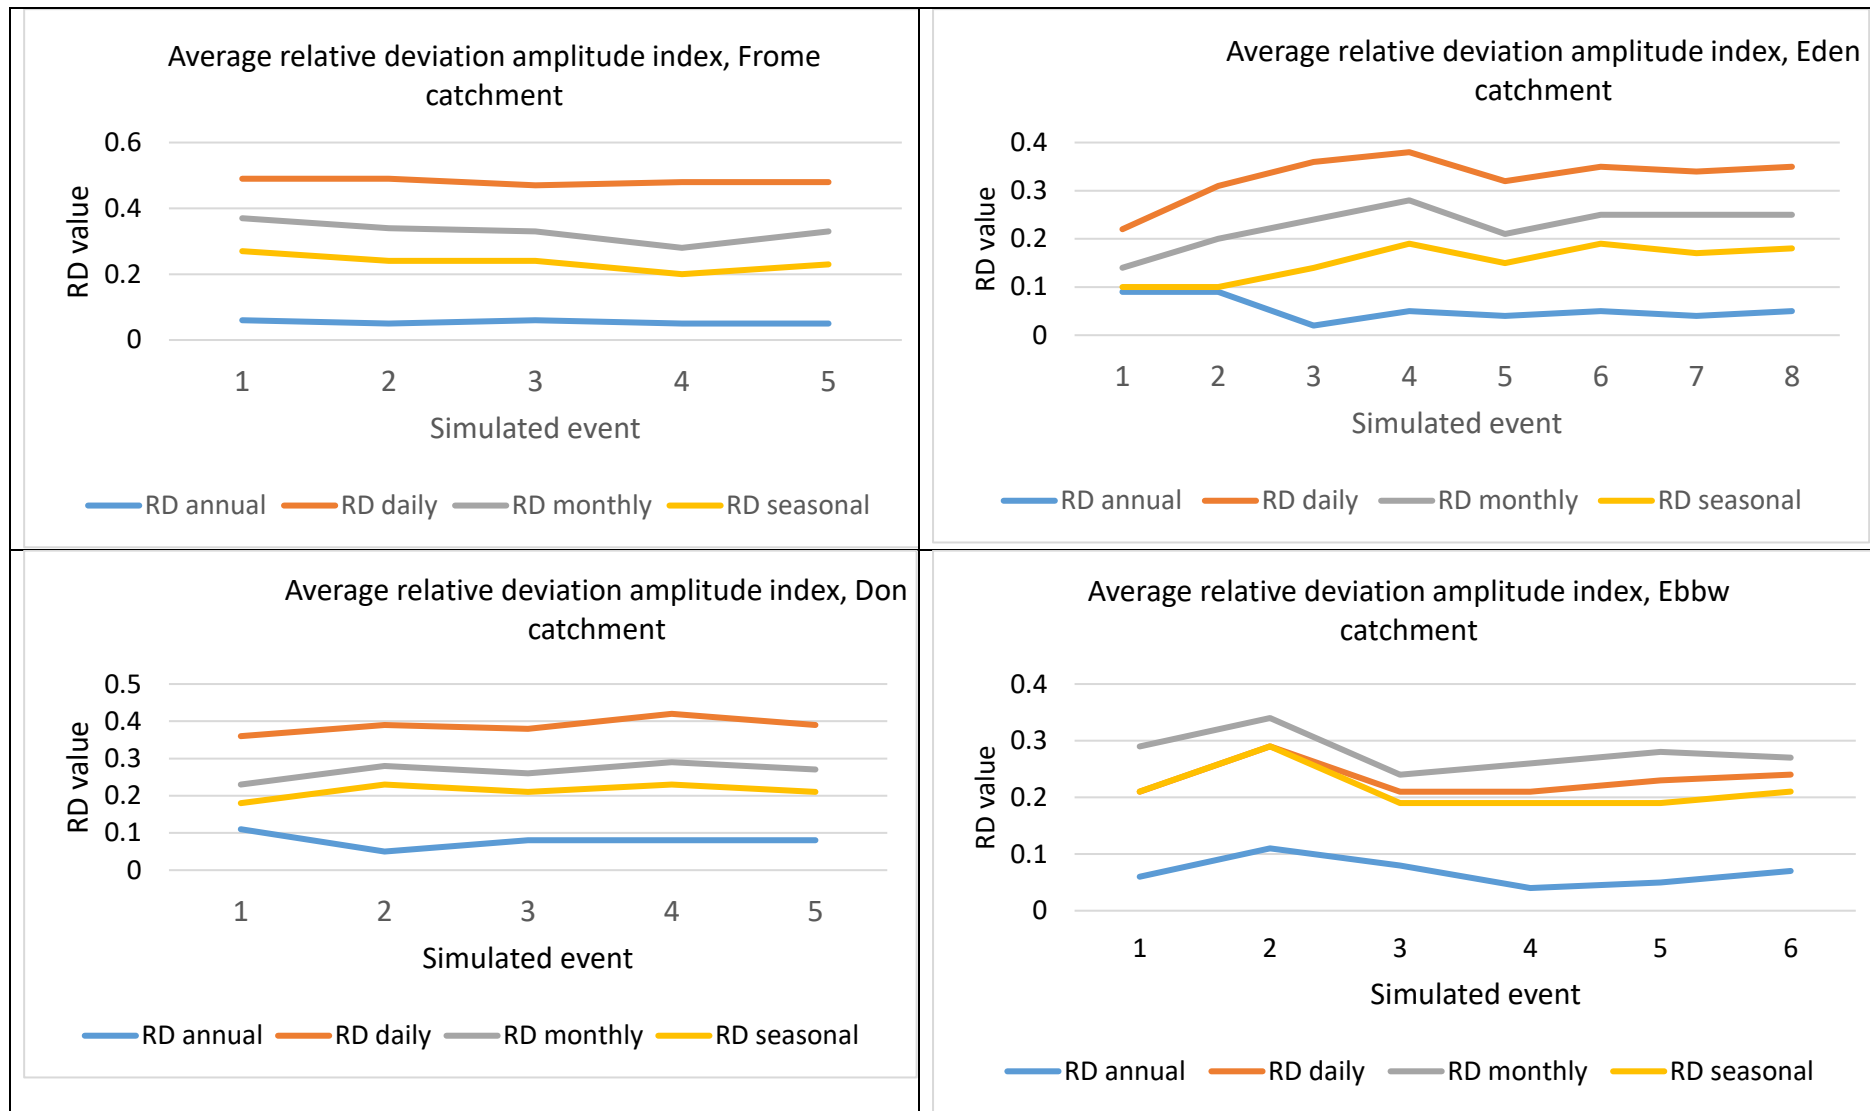 Average relative deviation amplitude index, Frome
catchment
RD value
0.6
0.4
0.2
0
1 2 3 4 5
Simulated event
RD annual RD daily RD monthly RD seasonal
Average relative deviation amplitude index, Eden
catchment
RD value
0.4
0.3
0.2
0.1
0
1 2 3 4 5 6 7 8
Simulated event
RD annual RD daily RD monthly RD seasonal
Average relative deviation amplitude index, Don
catchment
RD value
0.5
0.4
0.3
0.2
0.1
0
1 2 3 4 5
Simulated event
RD annual RD daily RD monthly RD seasonal
Average relative deviation amplitude index, Ebbw
catchment
RD value
0.4
0.3
0.2
0.1
0
1 2 3 4 5 6
Simulated event
RD annual RD daily RD monthly RD seasonal